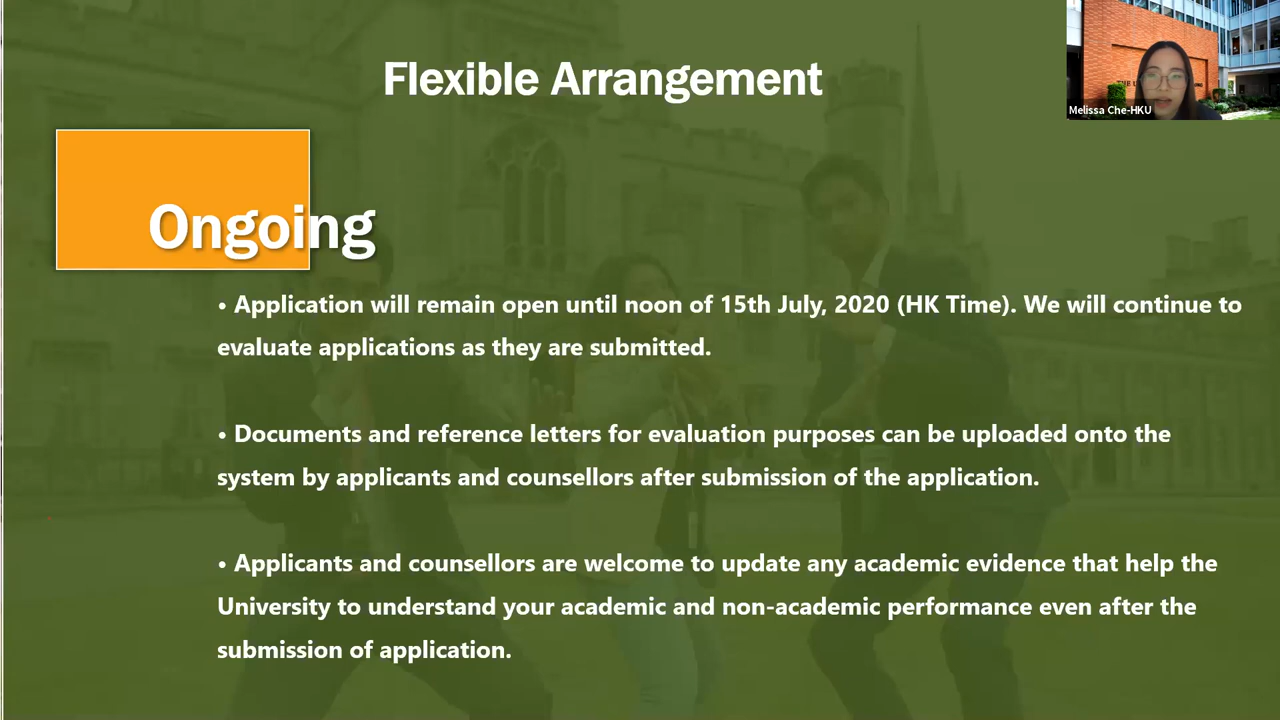 Flexible Arrangement
Melissa Che-HKU
Ongoing
• Application will remain open until noon of 15th July, 2020 (HK Time). We will continue to
evaluate applications as they are submitted.
• Documents and reference letters for evaluation purposes can be uploaded onto the
system by applicants and counsellors after submission of the application.
• Applicants and counsellors are welcome to update any academic evidence that help the
University to understand your academic and non-academic performance even after the
submission of application.